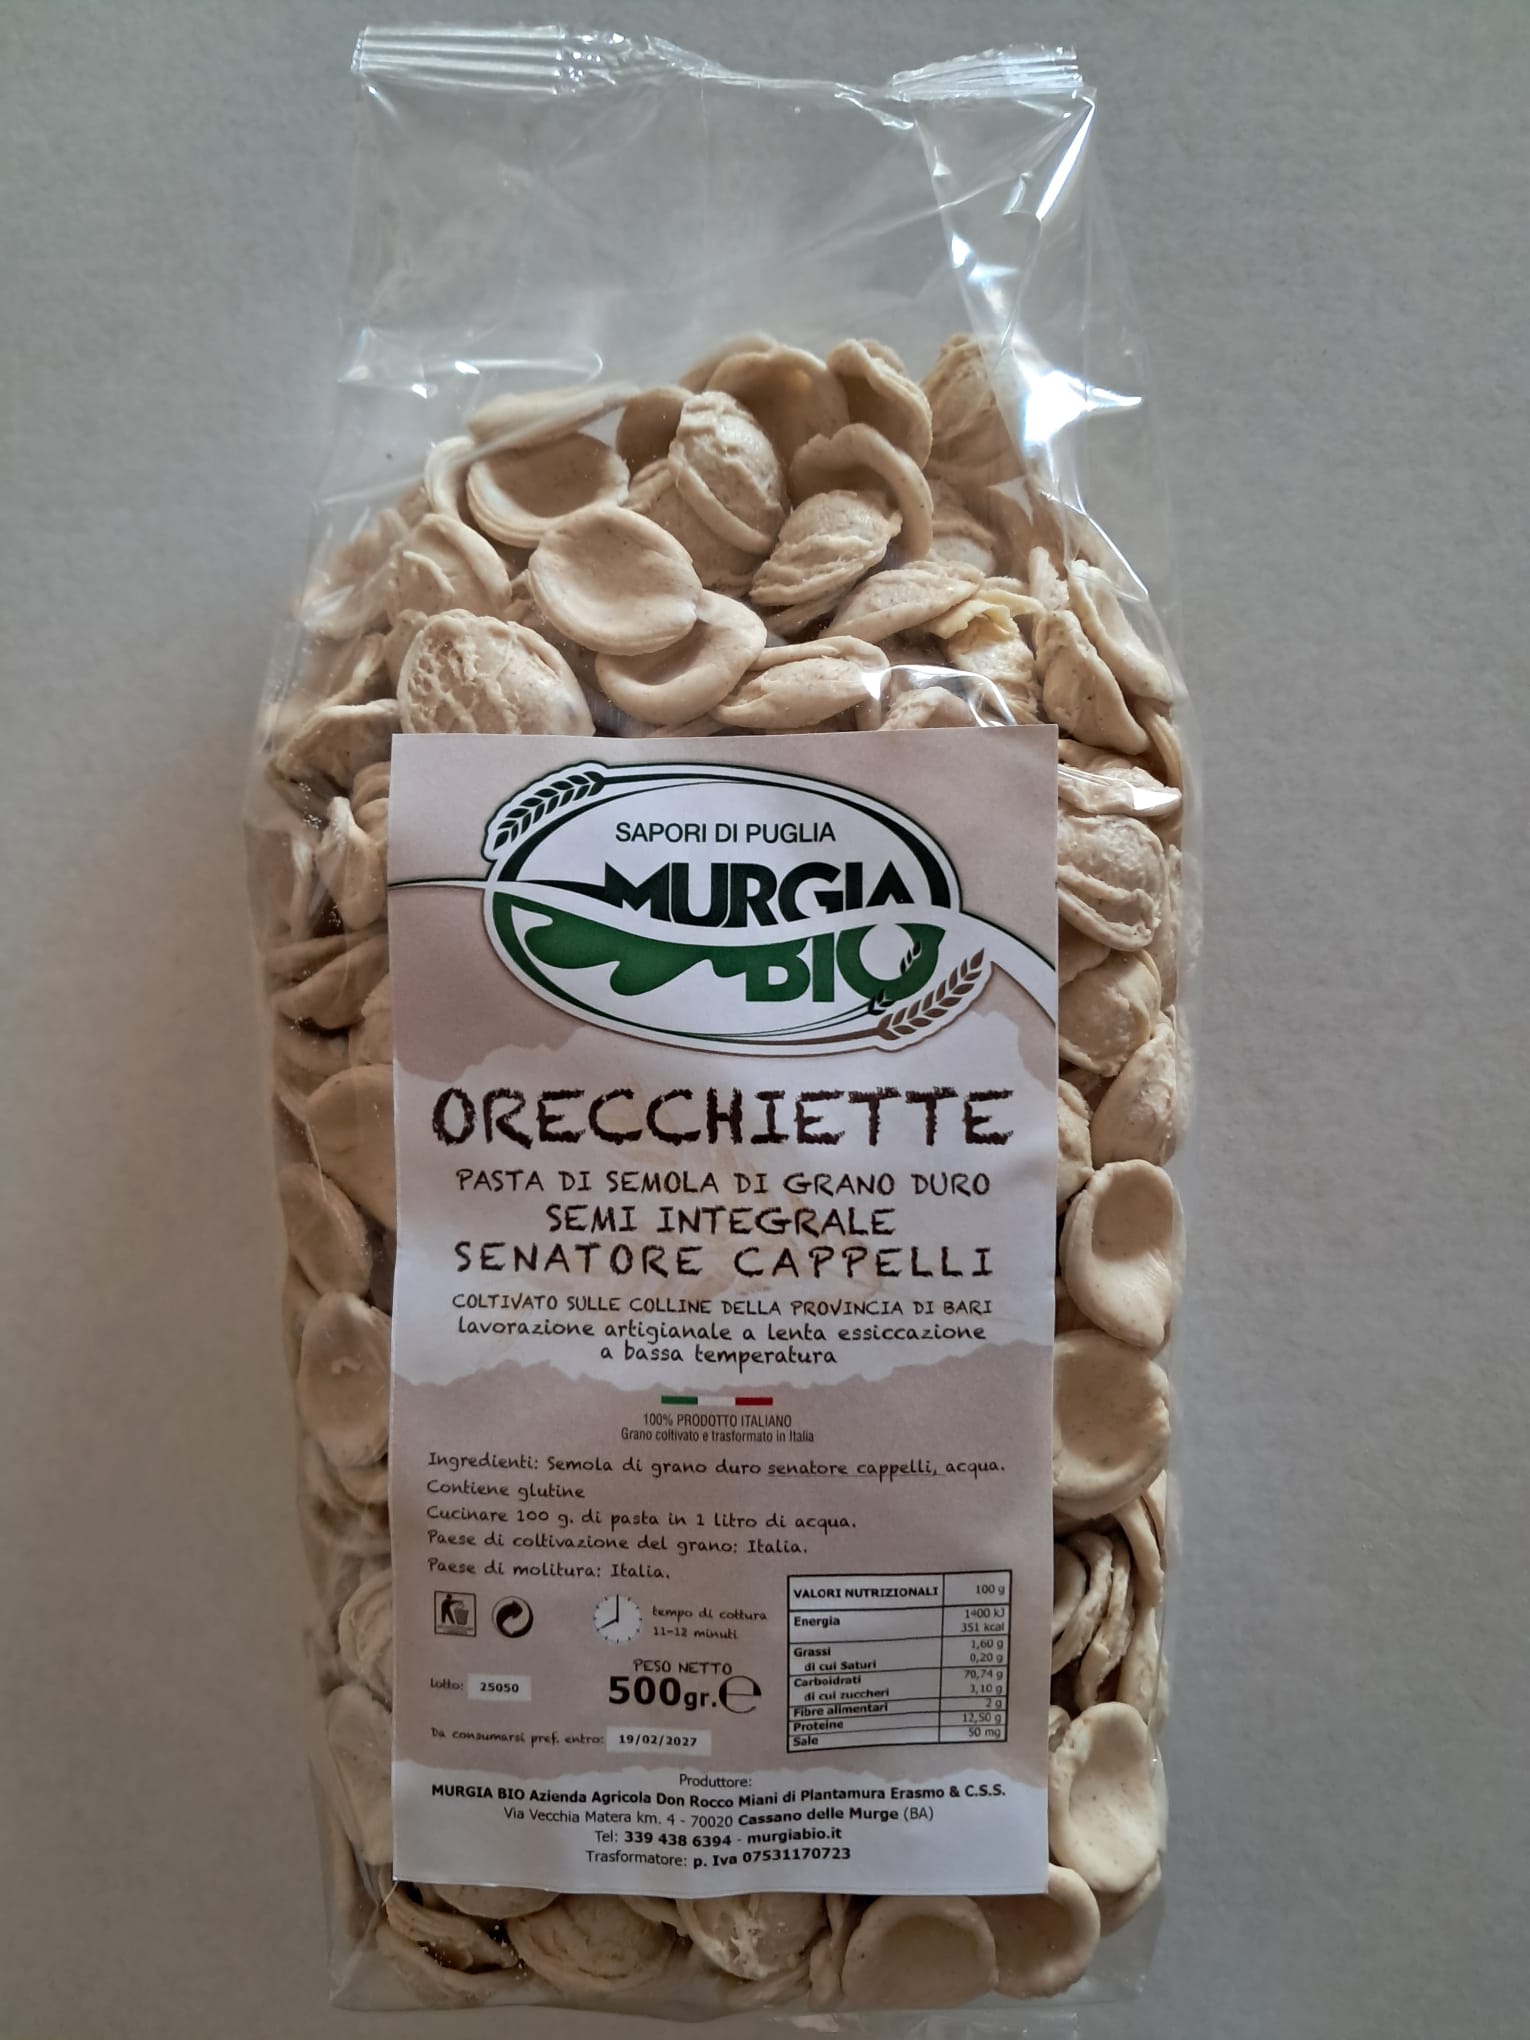 SAPORI DI PUGLIA
MURGIA
BIO
ORECCHIETTE
PASTA DI SEMOLA DI GRANO DURO
SEMI INTEGRALE
SENATORE CAPPELLI
COLTIVATO SULLE COLLINE DELLA PROVINCIA DI BARI
lavorazione artigianale a lenta essiccazione
a bassa temperatura
100% PRODOTTO ITALIANO
Grano coltivato e trasformato in Italia
Ingredienti: Semola di grano duro senatore cappelli, acqua.
Contiene glutine
Cucinare 100 g. di pasta in 1 litro di acqua.
Paese di coltivazione del grano: Italia.
Paese di molitura: Italia.
tempo di cottura
11-12 minuti
PESO NETTO
500gr.℮
Lotto: 25050
Da consumarsi pref. entro: 19/02/2027
VALORI NUTRIZIONALI 100 g
Energia 1400 kJ
351 kcal
Grassi 1,60 g
di cui Saturi 0,20 g
Carboidrati 70,74 g
di cui zuccheri 3,10 g
Fibre alimentari 2 g
Proteine 12,50 g
Sale 50 mg
Produttore:
MURGIA BIO Azienda Agricola Don Rocco Miani di Plantamura Erasmo & C.S.S.
Via Vecchia Matera km. 4 - 70020 Cassano delle Murge (BA)
Tel: 339 438 6394 - murgiabio.it
Trasformatore: p. Iva 07531170723